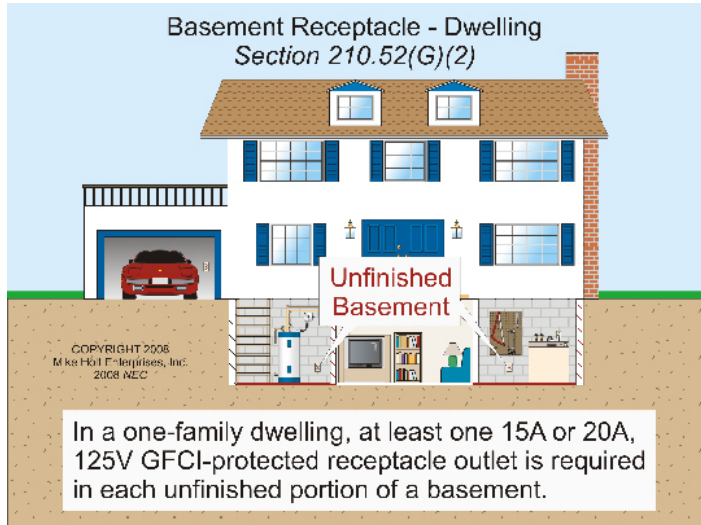 Basement Receptacle - Dwelling
Section 210.52(G)(2)
Unfinished
Basement
COPYRIGHT 2008
Mike Holt Enterprises, Inc.
2008 NEC
In a one-family dwelling, at least one 15A or 20A,
125V GFCI-protected receptacle outlet is required
in each unfinished portion of a basement.